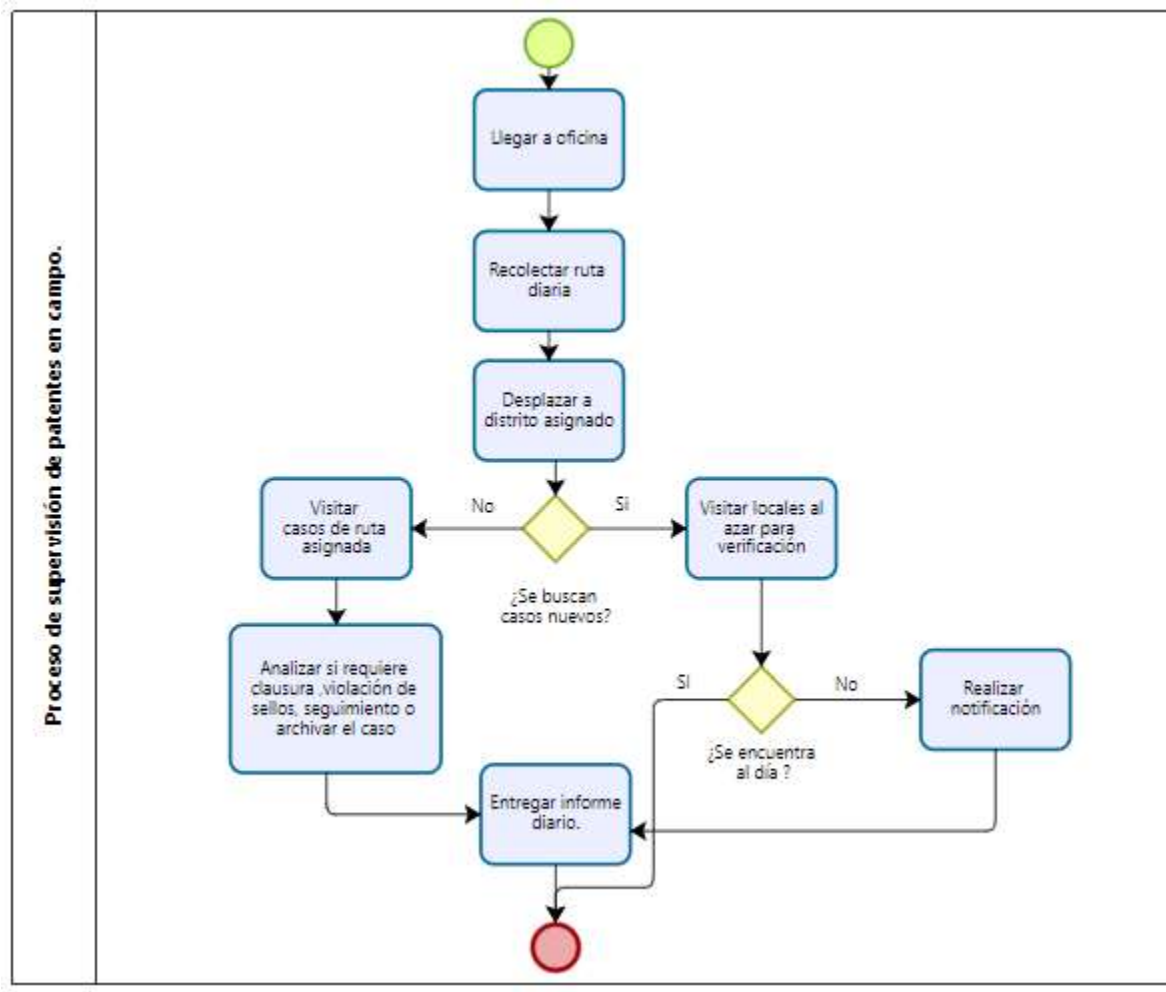 Proceso de supervisión de patentes en campo.
Llegar a oficina
Recolectar ruta
diaria
Desplazar a
distrito asignado
No
Si
Visitar
casos de ruta
asignada
Visitar locales al
azar para
verificación
¿Se buscan
casos nuevos?
Analizar si requiere
clausura ,violación de
sellos, seguimiento o
archivar el caso
SI
No
Realizar
notificación
¿Se encuentra
al día ?
Entregar informe
diario.